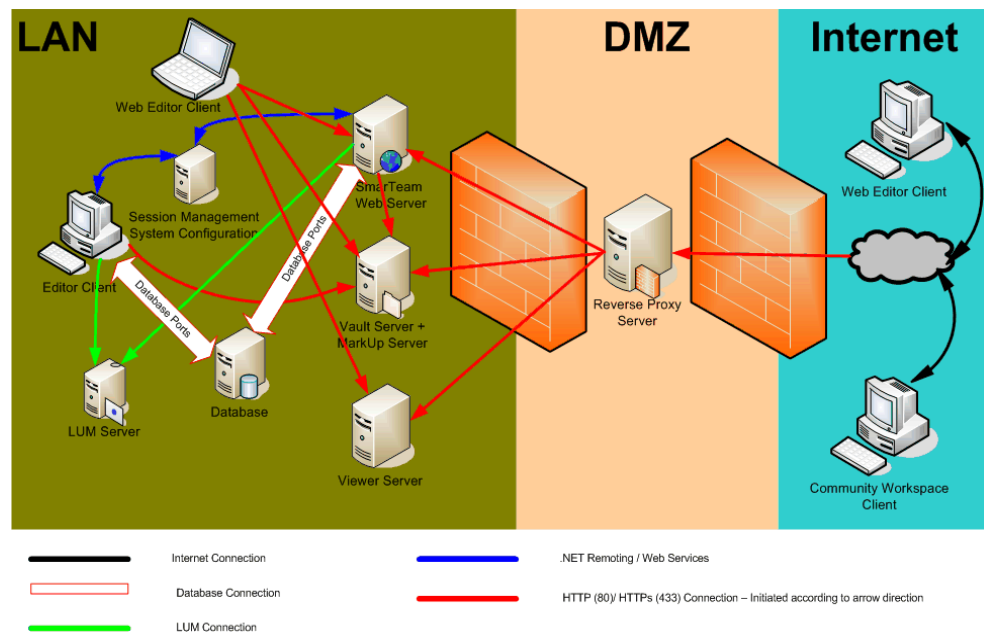 LAN
DMZ
Internet
Web Editor Client
SmarTeam
Web Server
Session Management
System Configuration
Web Editor Client
Editor Client
Database Ports
Database Ports
Reverse Proxy
Server
Vault Server +
MarkUp Server
Database
LUM Server
Viewer Server
Community Workspace
Client
Internet Connection
.NET Remoting / Web Services
Database Connection
HTTP (80)/ HTTPs (433) Connection – Initiated according to arrow direction
LUM Connection